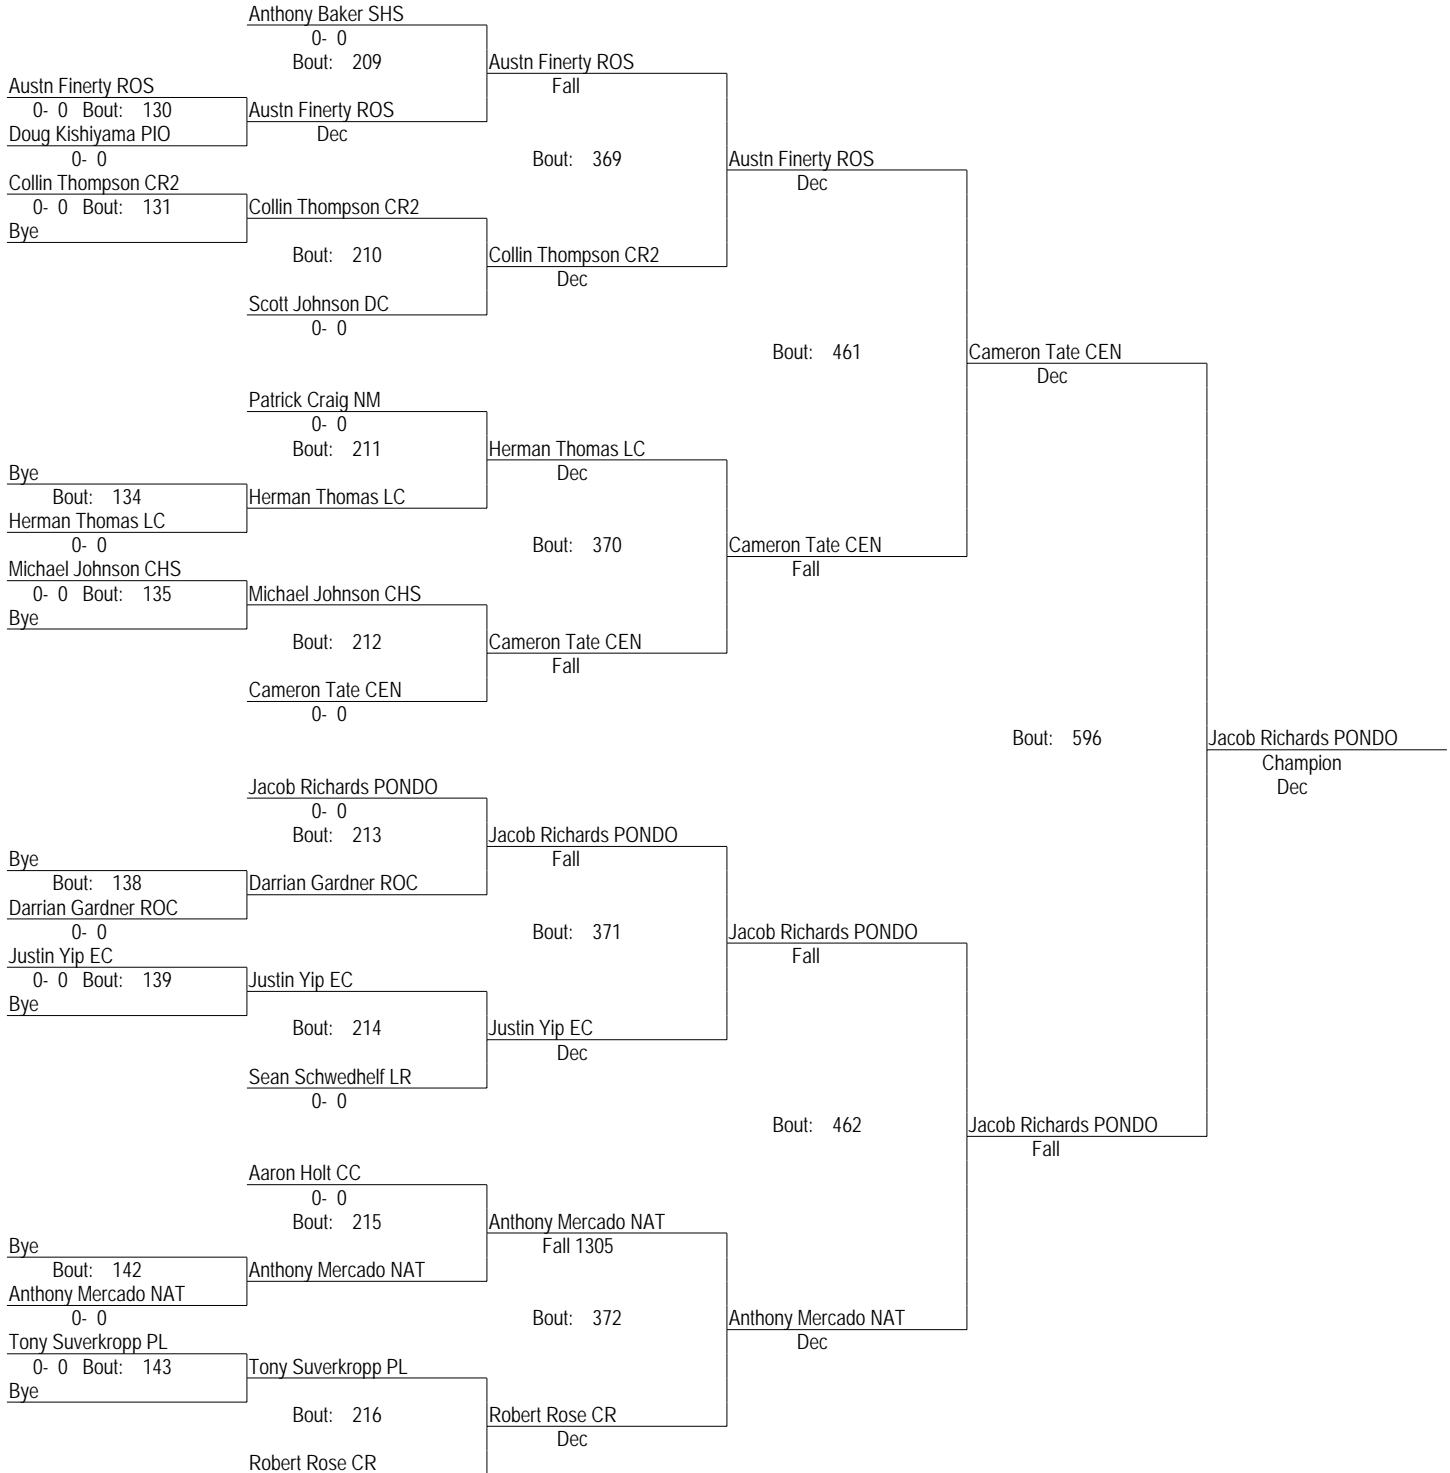 Anthony Baker SHS
0- 0
Bout: 209
Austn Finerty ROS
Fall
Austn Finerty ROS
0- 0 Bout: 130
Austn Finerty ROS
Dec
Doug Kishiyama PIO
0- 0
Bout: 369
Austn Finerty ROS
Dec
Collin Thompson CR2
0- 0 Bout: 131
Collin Thompson CR2
Bye
Bout: 210
Collin Thompson CR2
Dec
Scott Johnson DC
0- 0
Bout: 461
Cameron Tate CEN
Dec
Patrick Craig NM
0- 0
Bout: 211
Herman Thomas LC
Dec
Bye
Bout: 134
Herman Thomas LC
Herman Thomas LC
0- 0
Bout: 370
Cameron Tate CEN
Fall
Michael Johnson CHS
0- 0 Bout: 135
Michael Johnson CHS
Bye
Bout: 212
Cameron Tate CEN
Fall
Cameron Tate CEN
0- 0
Bout: 596
Jacob Richards PONDO
Champion
Dec
Jacob Richards PONDO
0- 0
Bout: 213
Jacob Richards PONDO
Fall
Bye
Bout: 138
Darrian Gardner ROC
Darrian Gardner ROC
0- 0
Bout: 371
Jacob Richards PONDO
Fall
Justin Yip EC
0- 0 Bout: 139
Justin Yip EC
Bye
Bout: 214
Justin Yip EC
Dec
Sean Schwedhelf LR
0- 0
Bout: 462
Jacob Richards PONDO
Fall
Aaron Holt CC
0- 0
Bout: 215
Anthony Mercado NAT
Fall 1305
Bye
Bout: 142
Anthony Mercado NAT
Anthony Mercado NAT
0- 0
Bout: 372
Anthony Mercado NAT
Dec
Tony Suverkropp PL
0- 0 Bout: 143
Tony Suverkropp PL
Bye
Bout: 216
Robert Rose CR
Dec
Robert Rose CR